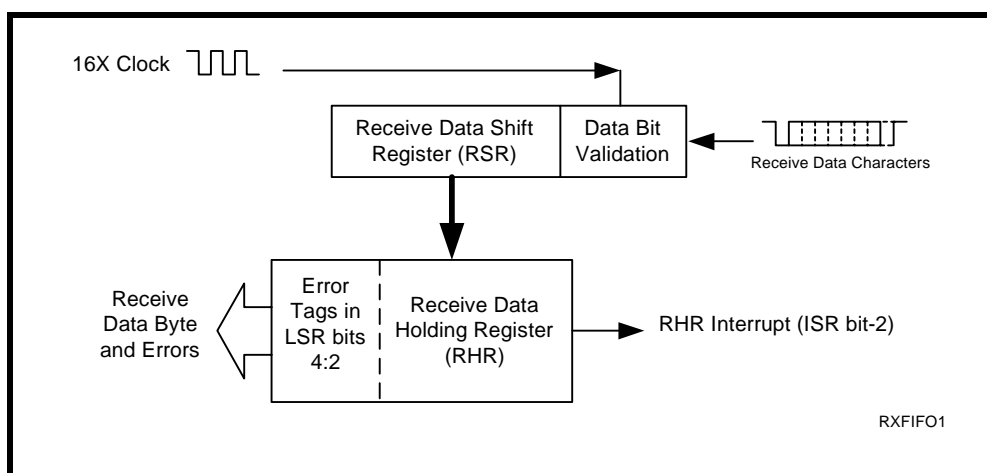 16X Clock
Receive Data Shift
Register (RSR)
Data Bit
Validation
Receive Data Characters
Receive
Data Byte
and Errors
Error
Tags in
LSR bits
4:2
Receive Data
Holding Register
(RHR)
RHR Interrupt (ISR bit-2)
RXFIFO1